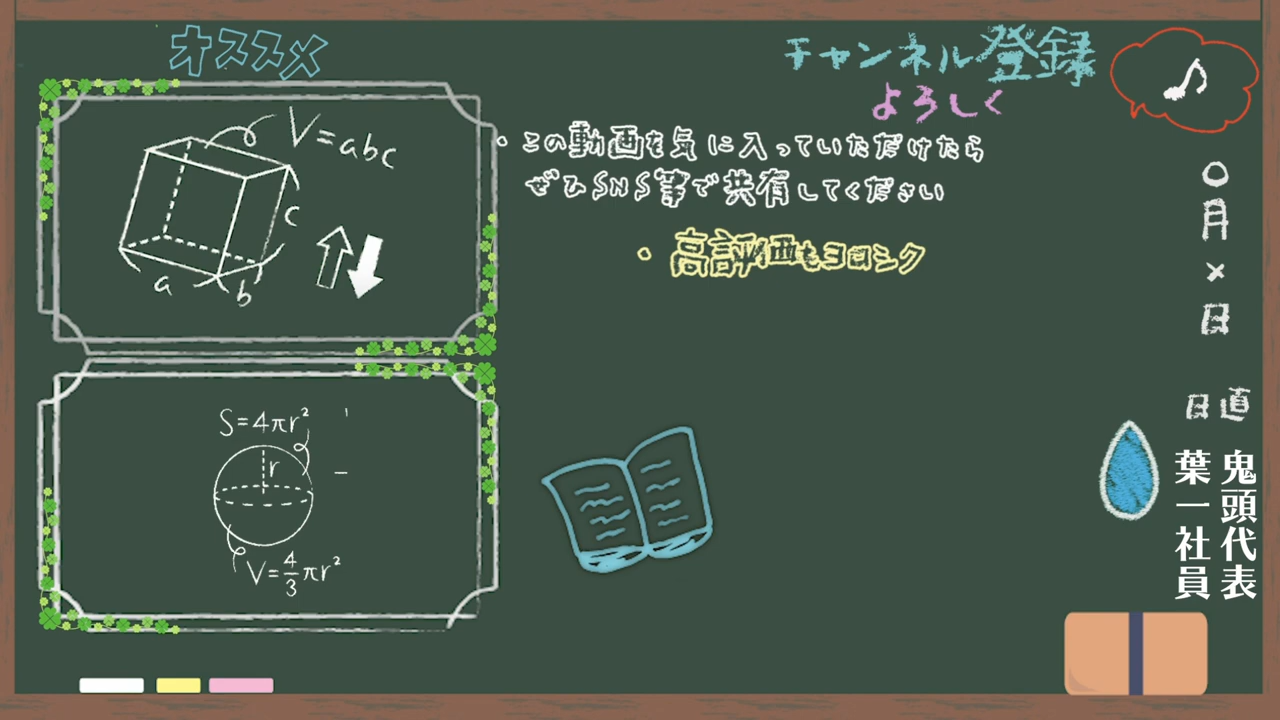 オススメ
V=abc
c
a
b
S=4πr²
r
V=4/3πr²
チャンネル登録
よろしく
・この動画を気に入っていただけたら
ぜひSNS等で共有してください
・高評価もヨロシク
♪
〇月×日
日直
鬼頭代表
葉一社員